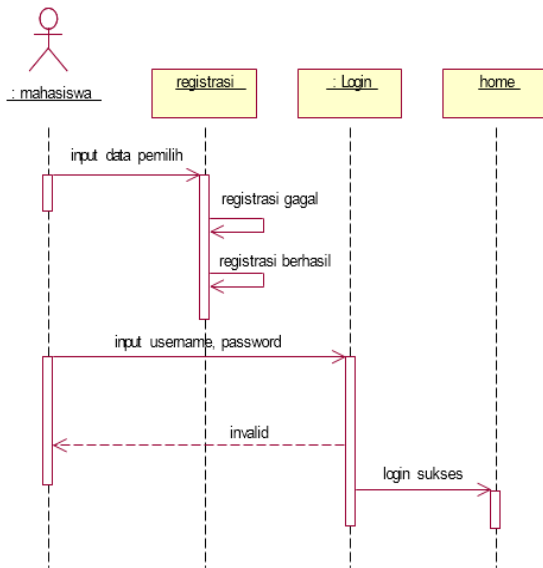 : mahasiswa
registrasi
: Login
home
input data pemilih
registrasi gagal
registrasi berhasil
input username, password
invalid
login sukses